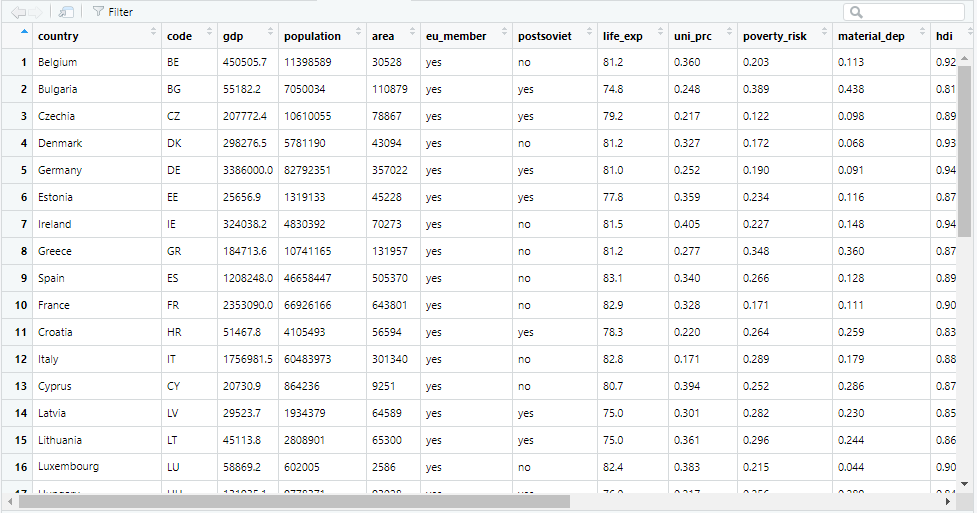 Filter
country code gdp population area eu_member postsoviet life_exp uni_prc poverty_risk material_dep hdi
1 Belgium BE 450505.7 11398589 30528 yes no 81.2 0.360 0.203 0.113 0.92
2 Bulgaria BG 55182.2 7050034 110879 yes yes 74.8 0.248 0.389 0.438 0.81
3 Czechia CZ 207772.4 10610055 78867 yes yes 79.2 0.217 0.122 0.098 0.89
4 Denmark DK 298276.5 5781190 43094 yes no 81.2 0.327 0.172 0.068 0.93
5 Germany DE 3386000.0 82792351 357022 yes yes 81.0 0.252 0.190 0.091 0.94
6 Estonia EE 25656.9 1319133 45228 yes yes 77.8 0.359 0.234 0.116 0.87
7 Ireland IE 324038.2 4830392 70273 yes no 81.5 0.405 0.227 0.148 0.94
8 Greece GR 184713.6 10741165 131957 yes no 81.2 0.277 0.348 0.360 0.87
9 Spain ES 1208248.0 46658447 505370 yes no 83.1 0.340 0.266 0.128 0.89
10 France FR 2353090.0 66926166 643801 yes no 82.9 0.328 0.171 0.111 0.90
11 Croatia HR 51467.8 4105493 56594 yes yes 78.3 0.220 0.264 0.259 0.83
12 Italy IT 1756981.5 60483973 301340 yes no 82.8 0.171 0.289 0.179 0.88
13 Cyprus CY 20730.9 864236 9251 yes no 80.7 0.394 0.252 0.286 0.87
14 Latvia LV 29523.7 1934379 64589 yes yes 75.0 0.301 0.282 0.230 0.85
15 Lithuania LT 45113.8 2808901 65300 yes yes 75.0 0.361 0.296 0.244 0.86
16 Luxembourg LU 58869.2 602005 2586 yes no 82.4 0.383 0.215 0.044 0.90
17 Hungary HU yes yes